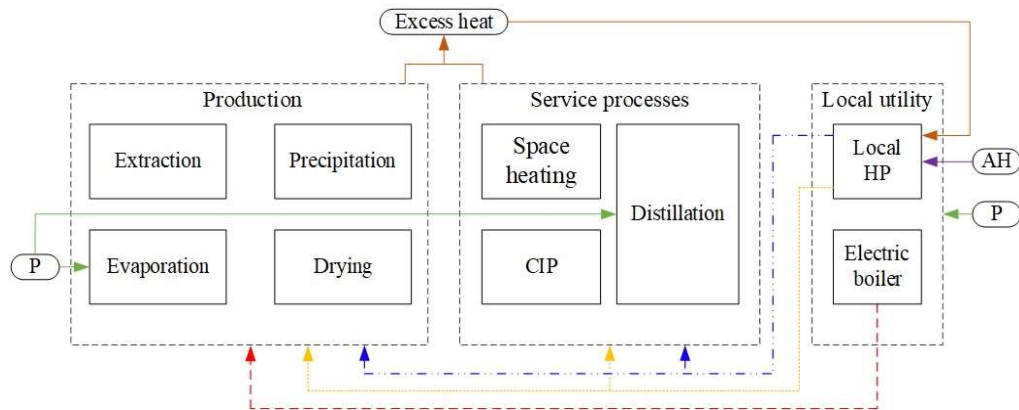 Excess heat
Production
Service processes
Local utility
Extraction
Precipitation
Space
heating
Distillation
Local
HP
AH
P
P
Evaporation
Drying
CIP
Electric
boiler